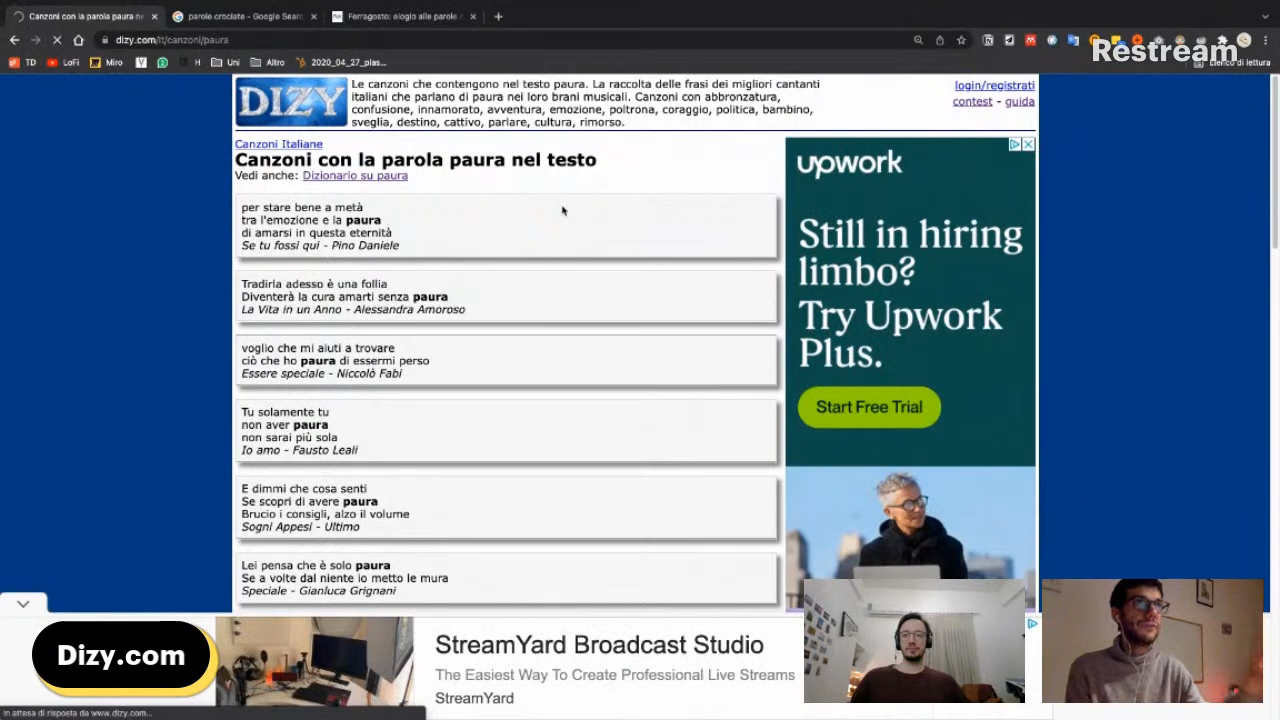 Canzoni con la parola paura ne
parole crociate - Google Sear
Ferragosto: elogio alle parole
dizy.com/it/canzoni/paura
Restream
TD
LoFi
Miro
H
Uni
Altro
2020_04_27_plas...
Elenco di lettura
DIZY
Le canzoni che contengono nel testo paura. La raccolta delle frasi dei migliori cantanti
italiani che parlano di paura nei loro brani musicali. Canzoni con abbronzatura,
confusione, innamorato, avventura, emozione, poltrona, coraggio, politica, bambino,
sveglia, destino, cattivo, parlare, cultura, rimorso.
login/registrati
contest - guida
Canzoni Italiane
Canzoni con la parola paura nel testo
Vedi anche: Dizionario su paura
per stare bene a metà
tra l'emozione e la paura
di amarsi in questa eternità
Se tu fossi qui - Pino Daniele
Tradirla adesso è una follia
Diventerà la cura amarti senza paura
La Vita in un Anno - Alessandra Amoroso
voglio che mi aiuti a trovare
ciò che ho paura di essermi perso
Essere speciale - Niccolò Fabi
Tu solamente tu
non aver paura
non sarai più sola
Io amo - Fausto Leali
E dimmi che cosa senti
Se scopri di avere paura
Brucio i consigli, alzo il volume
Sogni Appesi - Ultimo
Lei pensa che è solo paura
Se a volte dal niente io metto le mura
Speciale - Gianluca Grignani
upwork
Still in hiring
limbo?
Try Upwork
Plus.
Start Free Trial
Dizy.com
StreamYard Broadcast Studio
The Easiest Way To Create Professional Live Streams
StreamYard
In attesa di risposta da www.dizy.com...